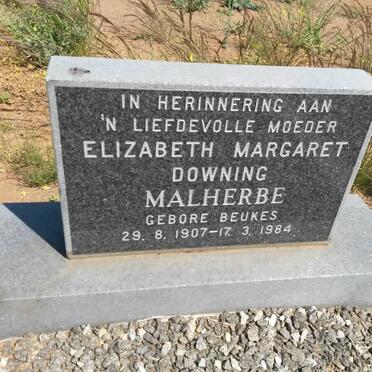 IN HERINNERING AAN
'N LIEFDEVOLLE MOEDER
ELIZABETH MARGARET
DOWNING
MALHERBE
GEBORE BEUKES
29. 8. 1907–17. 3. 1984.